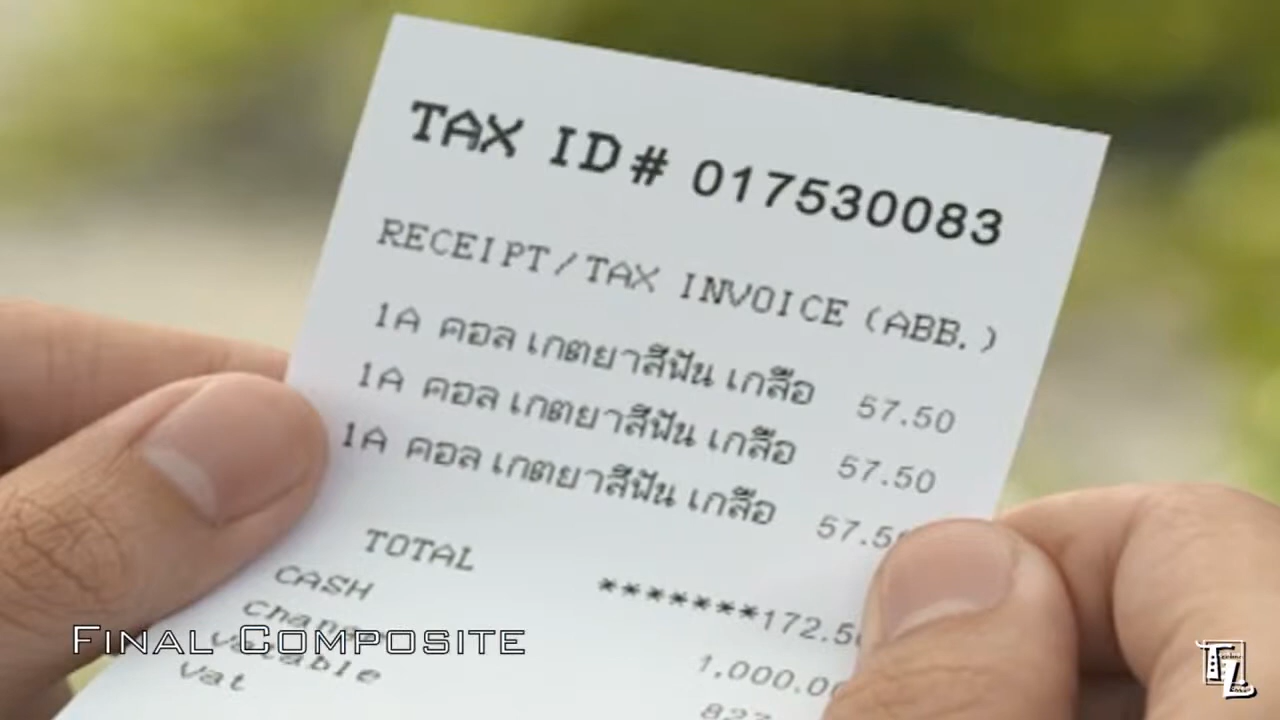 TAX ID# 017530083
RECEIPT/TAX INVOICE (ABB.)
1A คอล เกตยาสีฟัน เกลือ 57.50
1A คอล เกตยาสีฟัน เกลือ 57.50
1A คอล เกตยาสีฟัน เกลือ 57.5
TOTAL *******172.5
CASH 1,000.0
Change
Vatable
Vat
FINAL COMPOSITE